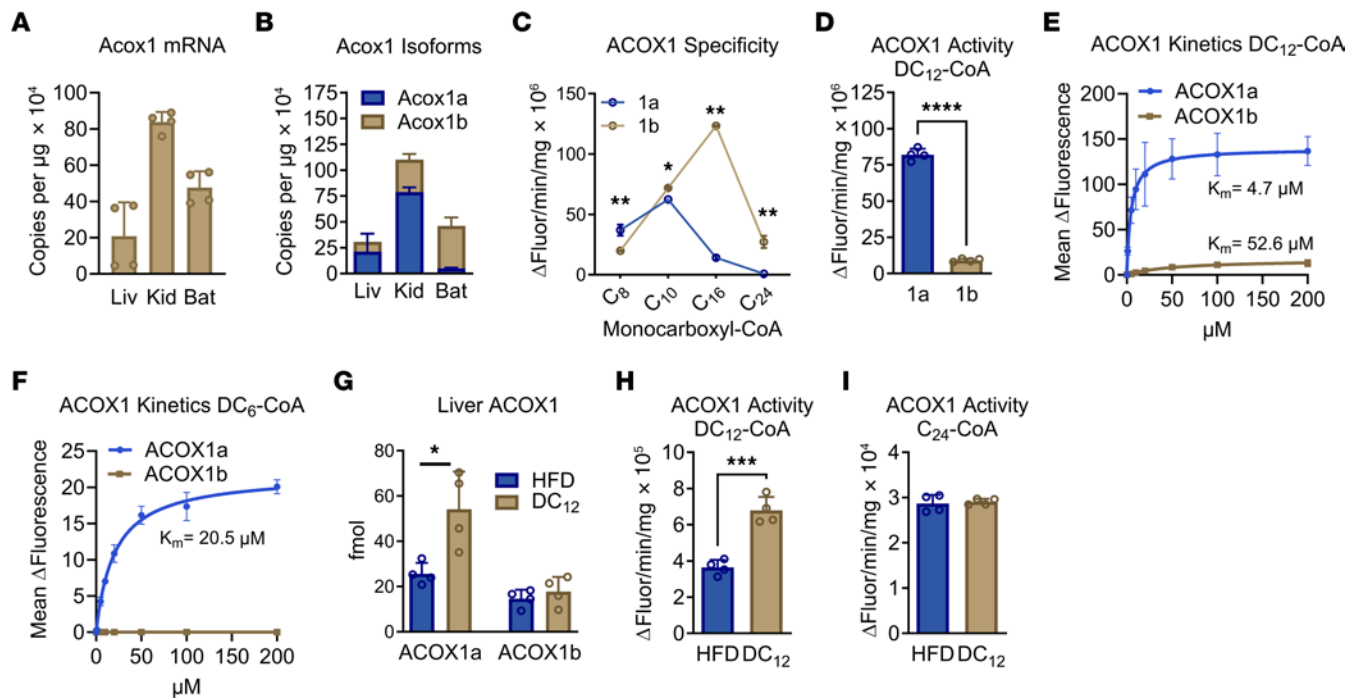 A
Acox1 mRNA
Copies per µg × 10⁴
100
80
60
40
20
0
Liv Kid Bat
B
Acox1 Isoforms
Copies per µg × 10⁴
175
150
125
100
75
50
25
0
Acox1a
Acox1b
Liv Kid Bat
C
ACOX1 Specificity
ΔFluor/min/mg × 10⁶
150
100
50
0
1a
1b
**
*
**
**
C₈ C₁₀ C₁₆ C₂₄
Monocarboxyl-CoA
D
ACOX1 Activity
DC₁₂-CoA
ΔFluor/min/mg × 10⁶
125
100
75
50
25
0
****
1a 1b
E
ACOX1 Kinetics DC₁₂-CoA
Mean ΔFluorescence
200
150
100
50
0
ACOX1a
ACOX1b
Kₘ= 4.7 µM
Kₘ= 52.6 µM
0 50 100 150 200
µM
F
ACOX1 Kinetics DC₆-CoA
Mean ΔFluorescence
30
25
20
15
10
5
0
ACOX1a
ACOX1b
Kₘ= 20.5 µM
0 50 100 150 200
µM
G
Liver ACOX1
fmol
80
60
40
20
0
*
HFD
DC₁₂
ACOX1a ACOX1b
H
ACOX1 Activity
DC₁₂-CoA
ΔFluor/min/mg × 10⁵
10
8
6
4
2
0
***
HFD DC₁₂
I
ACOX1 Activity
C₂₄-CoA
ΔFluor/min/mg × 10⁴
4
3
2
1
0
HFD DC₁₂